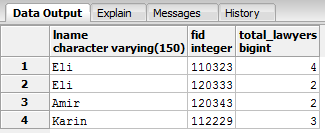 Data Output Explain Messages History
lname fid total_lawyers
character varying(150) integer bigint
1 Eli 110323 4
2 Eli 120333 2
3 Amir 120343 2
4 Karin 112229 3